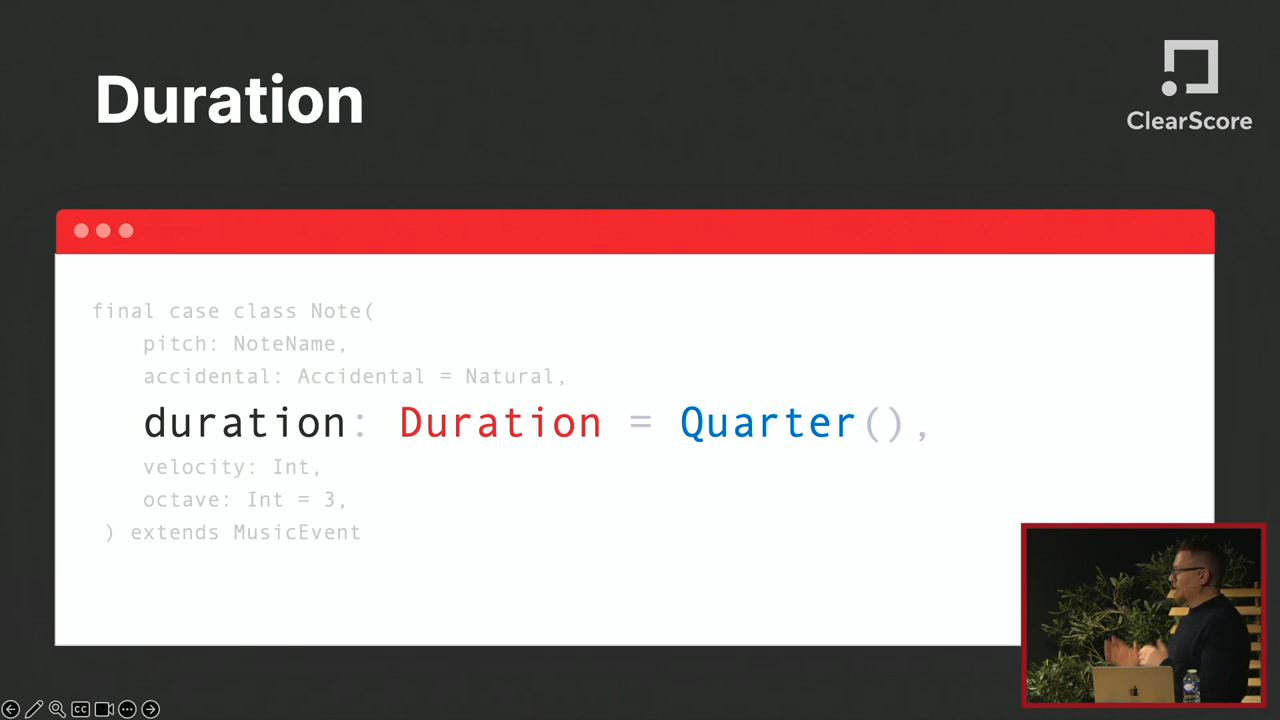 Duration
ClearScore
final case class Note(
pitch: NoteName,
accidental: Accidental = Natural,
duration: Duration = Quarter(),
velocity: Int,
octave: Int = 3,
) extends MusicEvent
CC